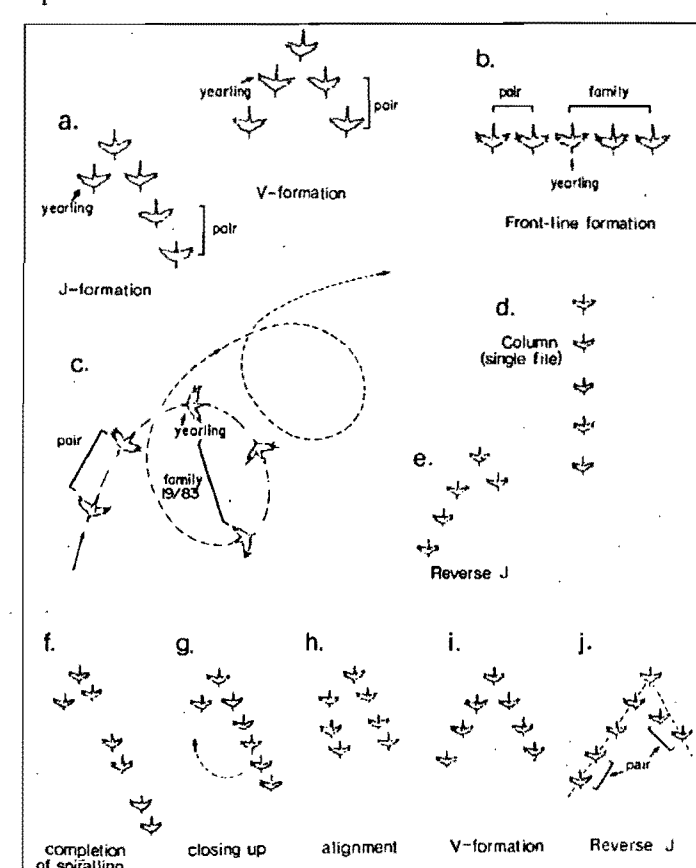 yearling
pair
V-formation
a.
yearling
pair
J-formation
b.
pair
family
yearling
Front-line formation
c.
pair
yearling
family
19/83
d.
Column
(single file)
e.
Reverse J
f.
completion
of spiralling
g.
closing up
h.
alignment
i.
V-formation
j.
pair
Reverse J